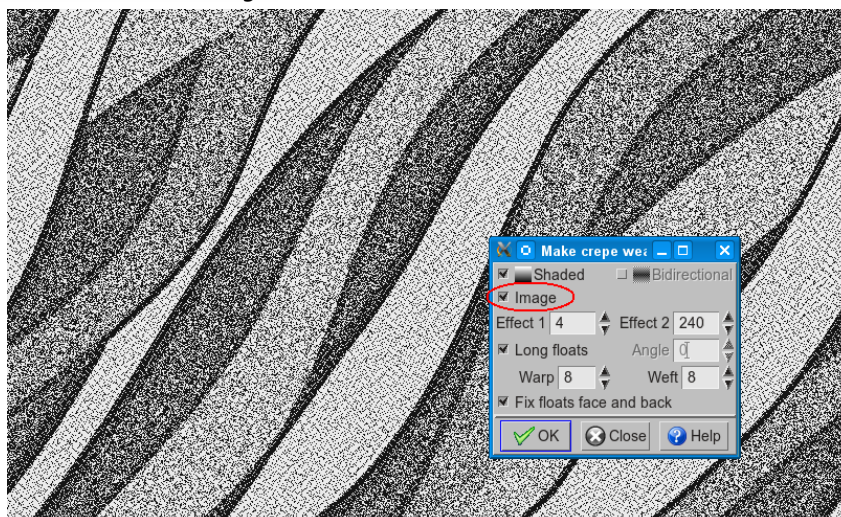 Make crepe wea
Shaded Bidirectional
Image
Effect 1 4 Effect 2 240
Long floats Angle 0
Warp 8 Weft 8
Fix floats face and back
OK Close Help